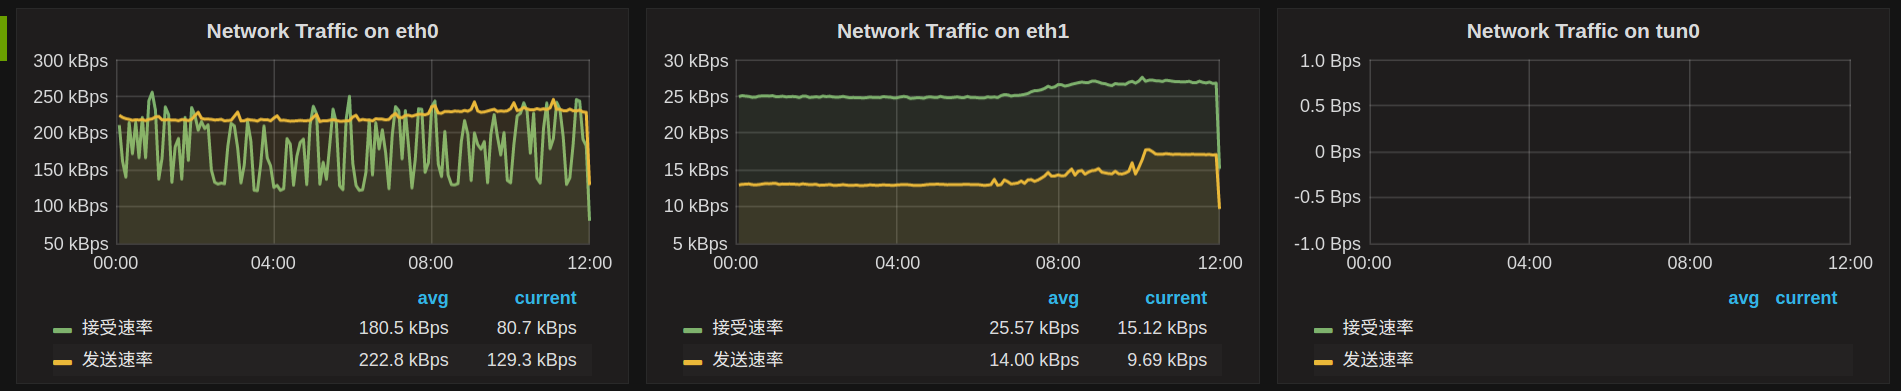 Network Traffic on eth0
300 kBps
250 kBps
200 kBps
150 kBps
100 kBps
50 kBps
00:00 04:00 08:00 12:00
avg current
接受速率 180.5 kBps 80.7 kBps
发送速率 222.8 kBps 129.3 kBps
Network Traffic on eth1
30 kBps
25 kBps
20 kBps
15 kBps
10 kBps
5 kBps
00:00 04:00 08:00 12:00
avg current
接受速率 25.57 kBps 15.12 kBps
发送速率 14.00 kBps 9.69 kBps
Network Traffic on tun0
1.0 Bps
0.5 Bps
0 Bps
-0.5 Bps
-1.0 Bps
00:00 04:00 08:00 12:00
avg current
接受速率
发送速率